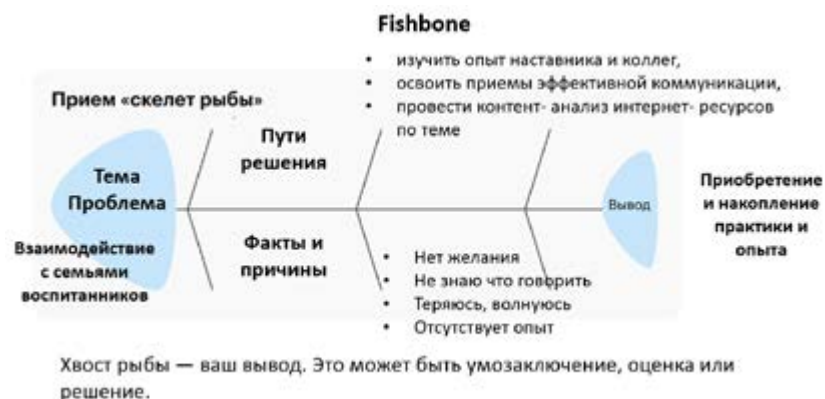 Fishbone
• изучить опыт наставника и коллег,
• освоить приемы эффективной коммуникации,
• провести контент- анализ интернет- ресурсов
по теме
Прием «скелет рыбы»
Пути
решения
Тема
Проблема
Вывод
Приобретение
и накопление
практики и
опыта
Взаимодействие
с семьями
воспитанников
Факты и
причины
• Нет желания
• Не знаю что говорить
• Теряюсь, волнуюсь
• Отсутствует опыт
Хвост рыбы — ваш вывод. Это может быть умозаключение, оценка или
решение.